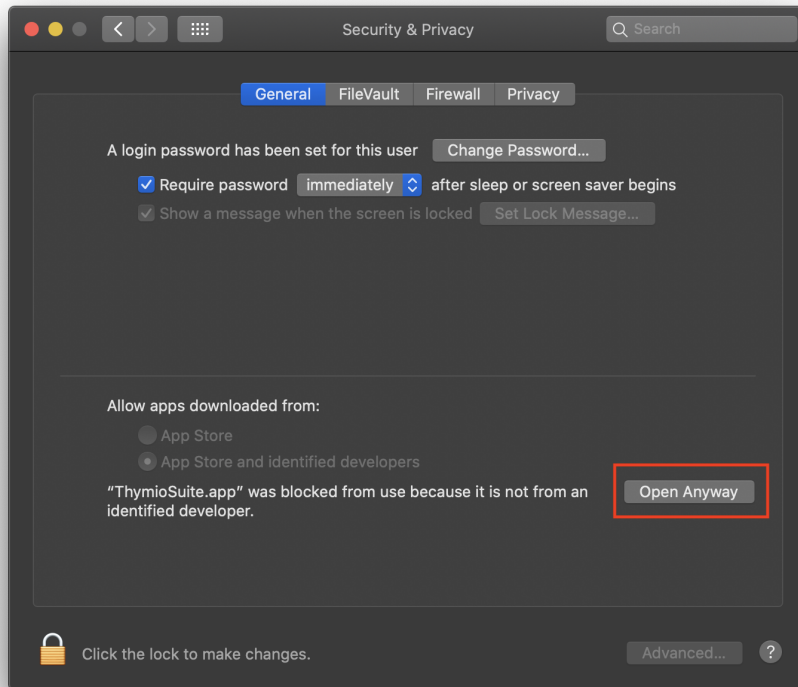 Security & Privacy
Search
General FileVault Firewall Privacy
A login password has been set for this user Change Password...
Require password immediately after sleep or screen saver begins
Show a message when the screen is locked Set Lock Message...
Allow apps downloaded from:
App Store
App Store and identified developers
“ThymioSuite.app” was blocked from use because it is not from an
identified developer.
Open Anyway
Click the lock to make changes.
Advanced...
?